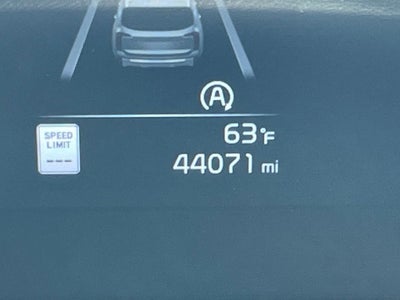 A
SPEED
LIMIT
---
63°F
44071 mi